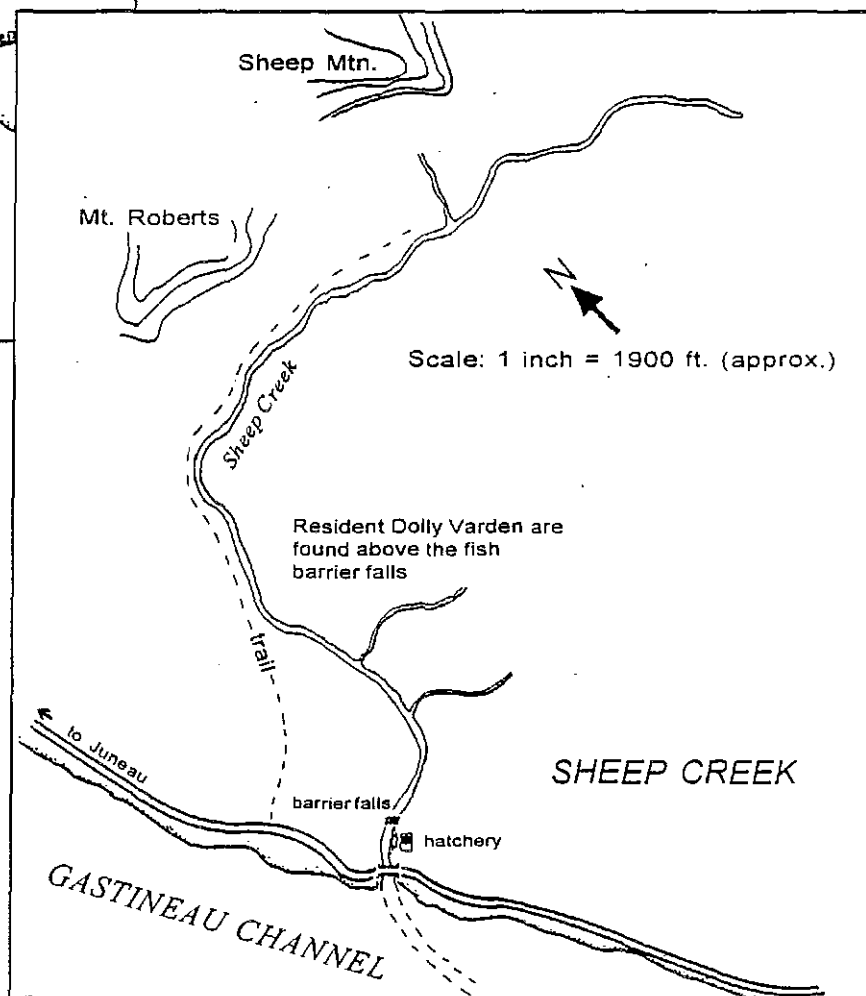 Sheep Mtn.
Mt. Roberts
N
Scale: 1 inch = 1900 ft. (approx.)
Sheep Creek
Resident Dolly Varden are
found above the fish
barrier falls
trail
to Juneau
SHEEP CREEK
barrier falls
hatchery
GASTINEAU CHANNEL